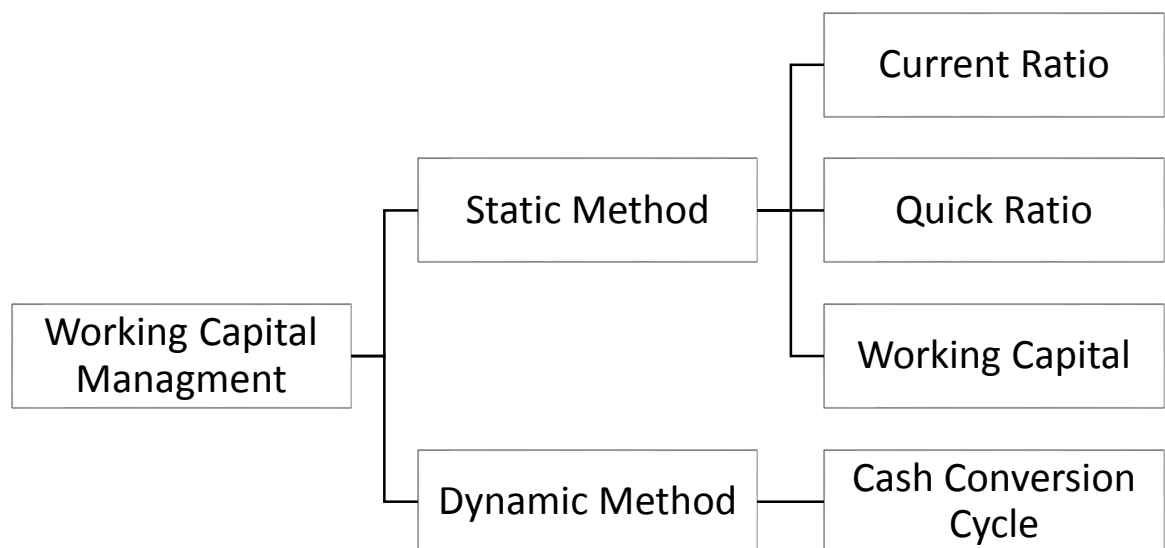 Working Capital
Managment
Static Method
Dynamic Method
Current Ratio
Quick Ratio
Working Capital
Cash Conversion
Cycle